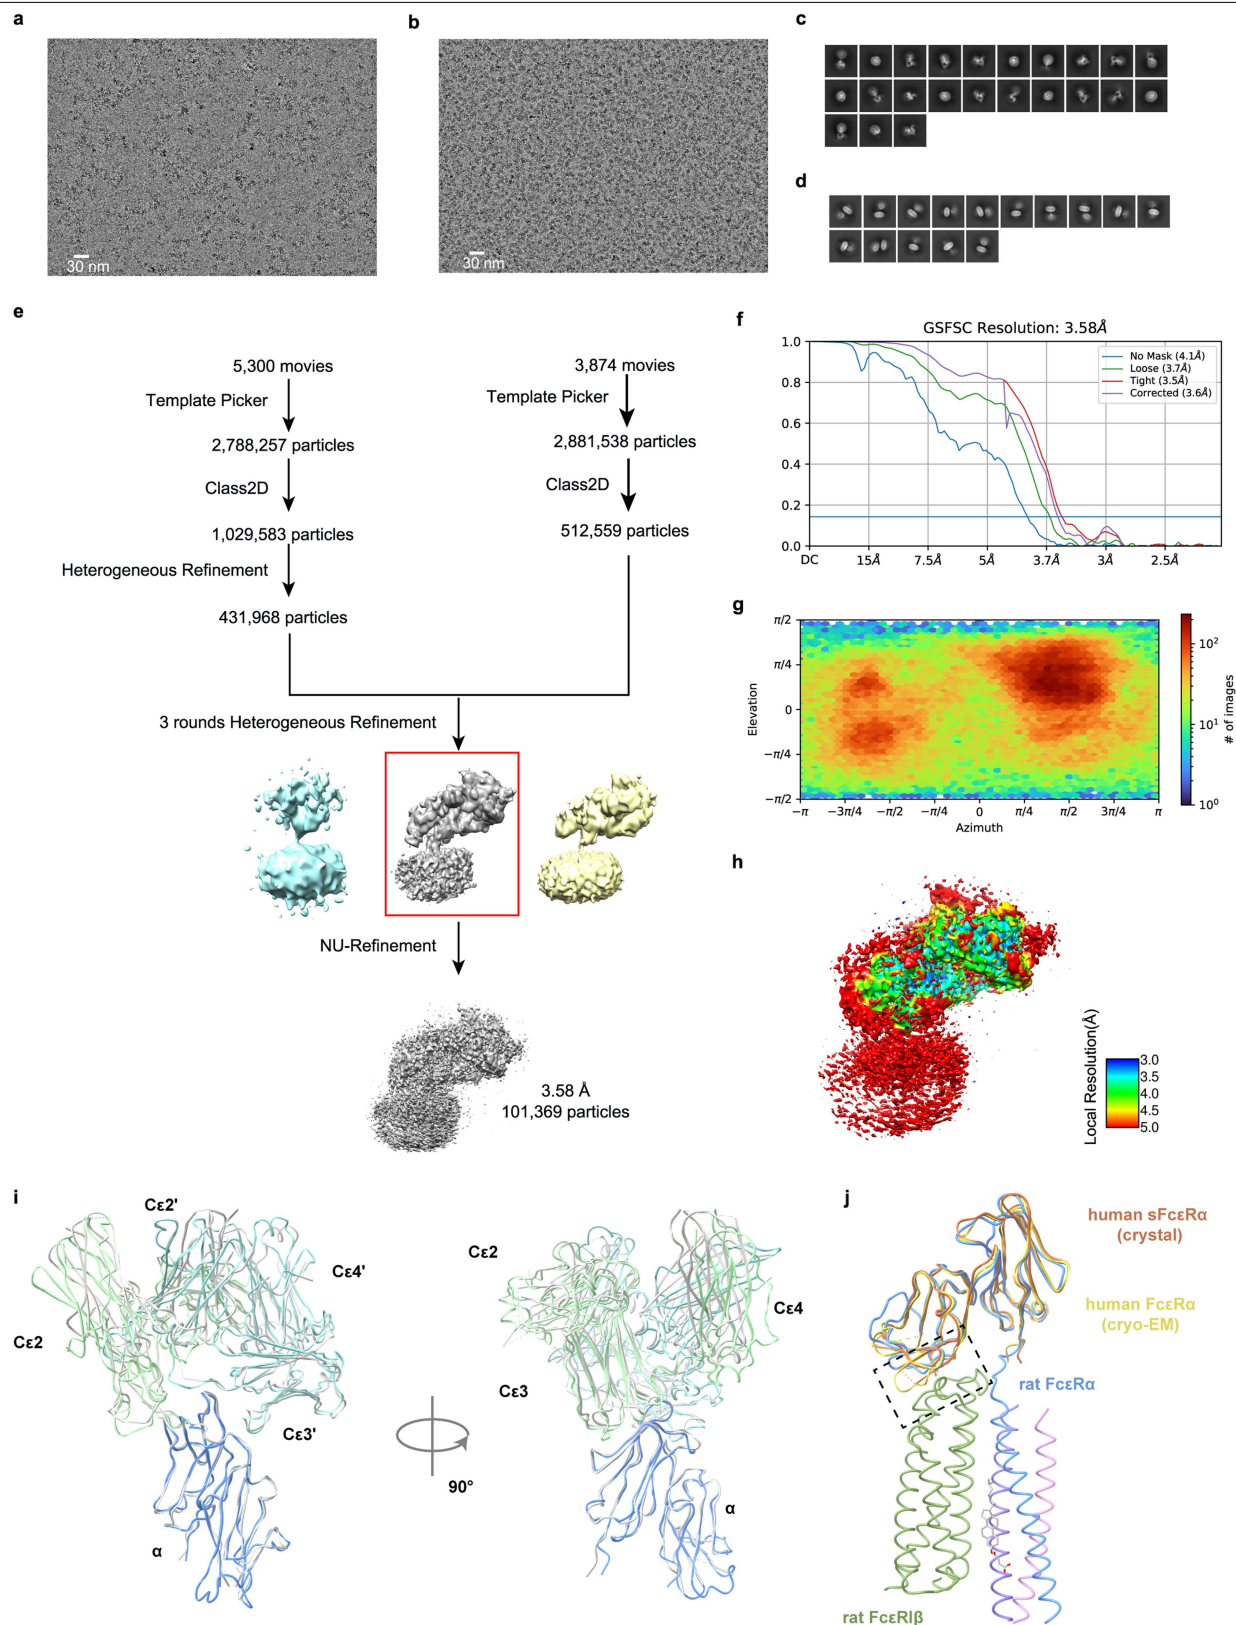 a
30 nm
b
30 nm
c
d
e
5,300 movies
Template Picker
2,788,257 particles
Class2D
1,029,583 particles
Heterogeneous Refinement
431,968 particles
3,874 movies
Template Picker
2,881,538 particles
Class2D
512,559 particles
3 rounds Heterogeneous Refinement
NU-Refinement
3.58 Å
101,369 particles
f
GSFSC Resolution: 3.58Å
No Mask (4.1Å)
Loose (3.7Å)
Tight (3.5Å)
Corrected (3.6Å)
1.0
0.8
0.6
0.4
0.2
0.0
DC 15Å 7.5Å 5Å 3.7Å 3Å 2.5Å
g
π/2
π/4
0
−π/4
−π/2
Elevation
−π −3π/4 −π/2 −π/4 0 π/4 π/2 3π/4 π
Azimuth
10²
10¹
10⁰
# of images
h
Local Resolution(Å)
3.0
3.5
4.0
4.5
5.0
i
Cε2'
Cε4'
Cε2
Cε3'
α
90°
Cε2
Cε4
Cε3
α
j
human sFcεRα
(crystal)
human FcεRα
(cryo-EM)
rat FcεRα
rat FcεRIβ